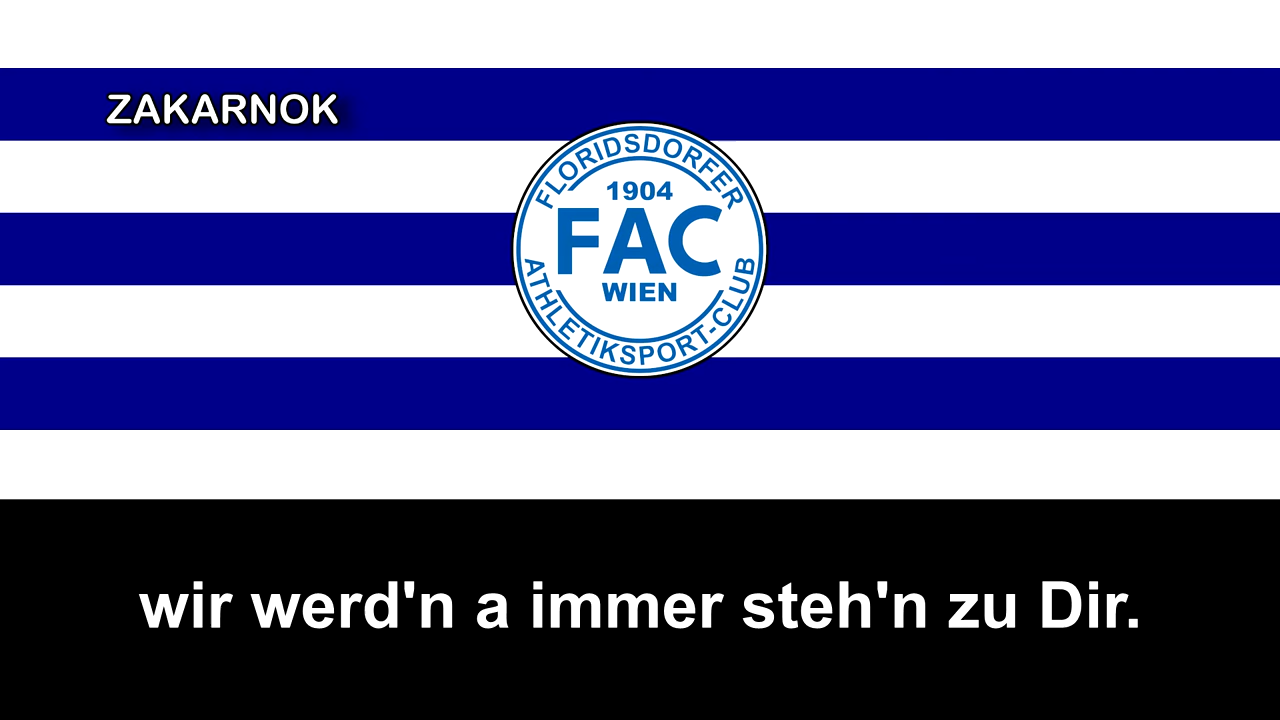 ZAKARNOK
FLORIDSDORFER
1904
FAC
WIEN
ATHLETIKSPORT-CLUB
wir werd'n a immer steh'n zu Dir.